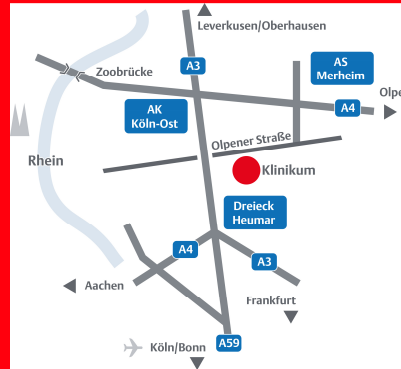 Leverkusen/Oberhausen
A3
Zoobrücke
AS
Merheim
Olpe
A4
AK
Köln-Ost
Olpener Straße
Rhein
Klinikum
Dreieck
Heumar
A4
A3
Aachen
Frankfurt
Köln/Bonn
A59